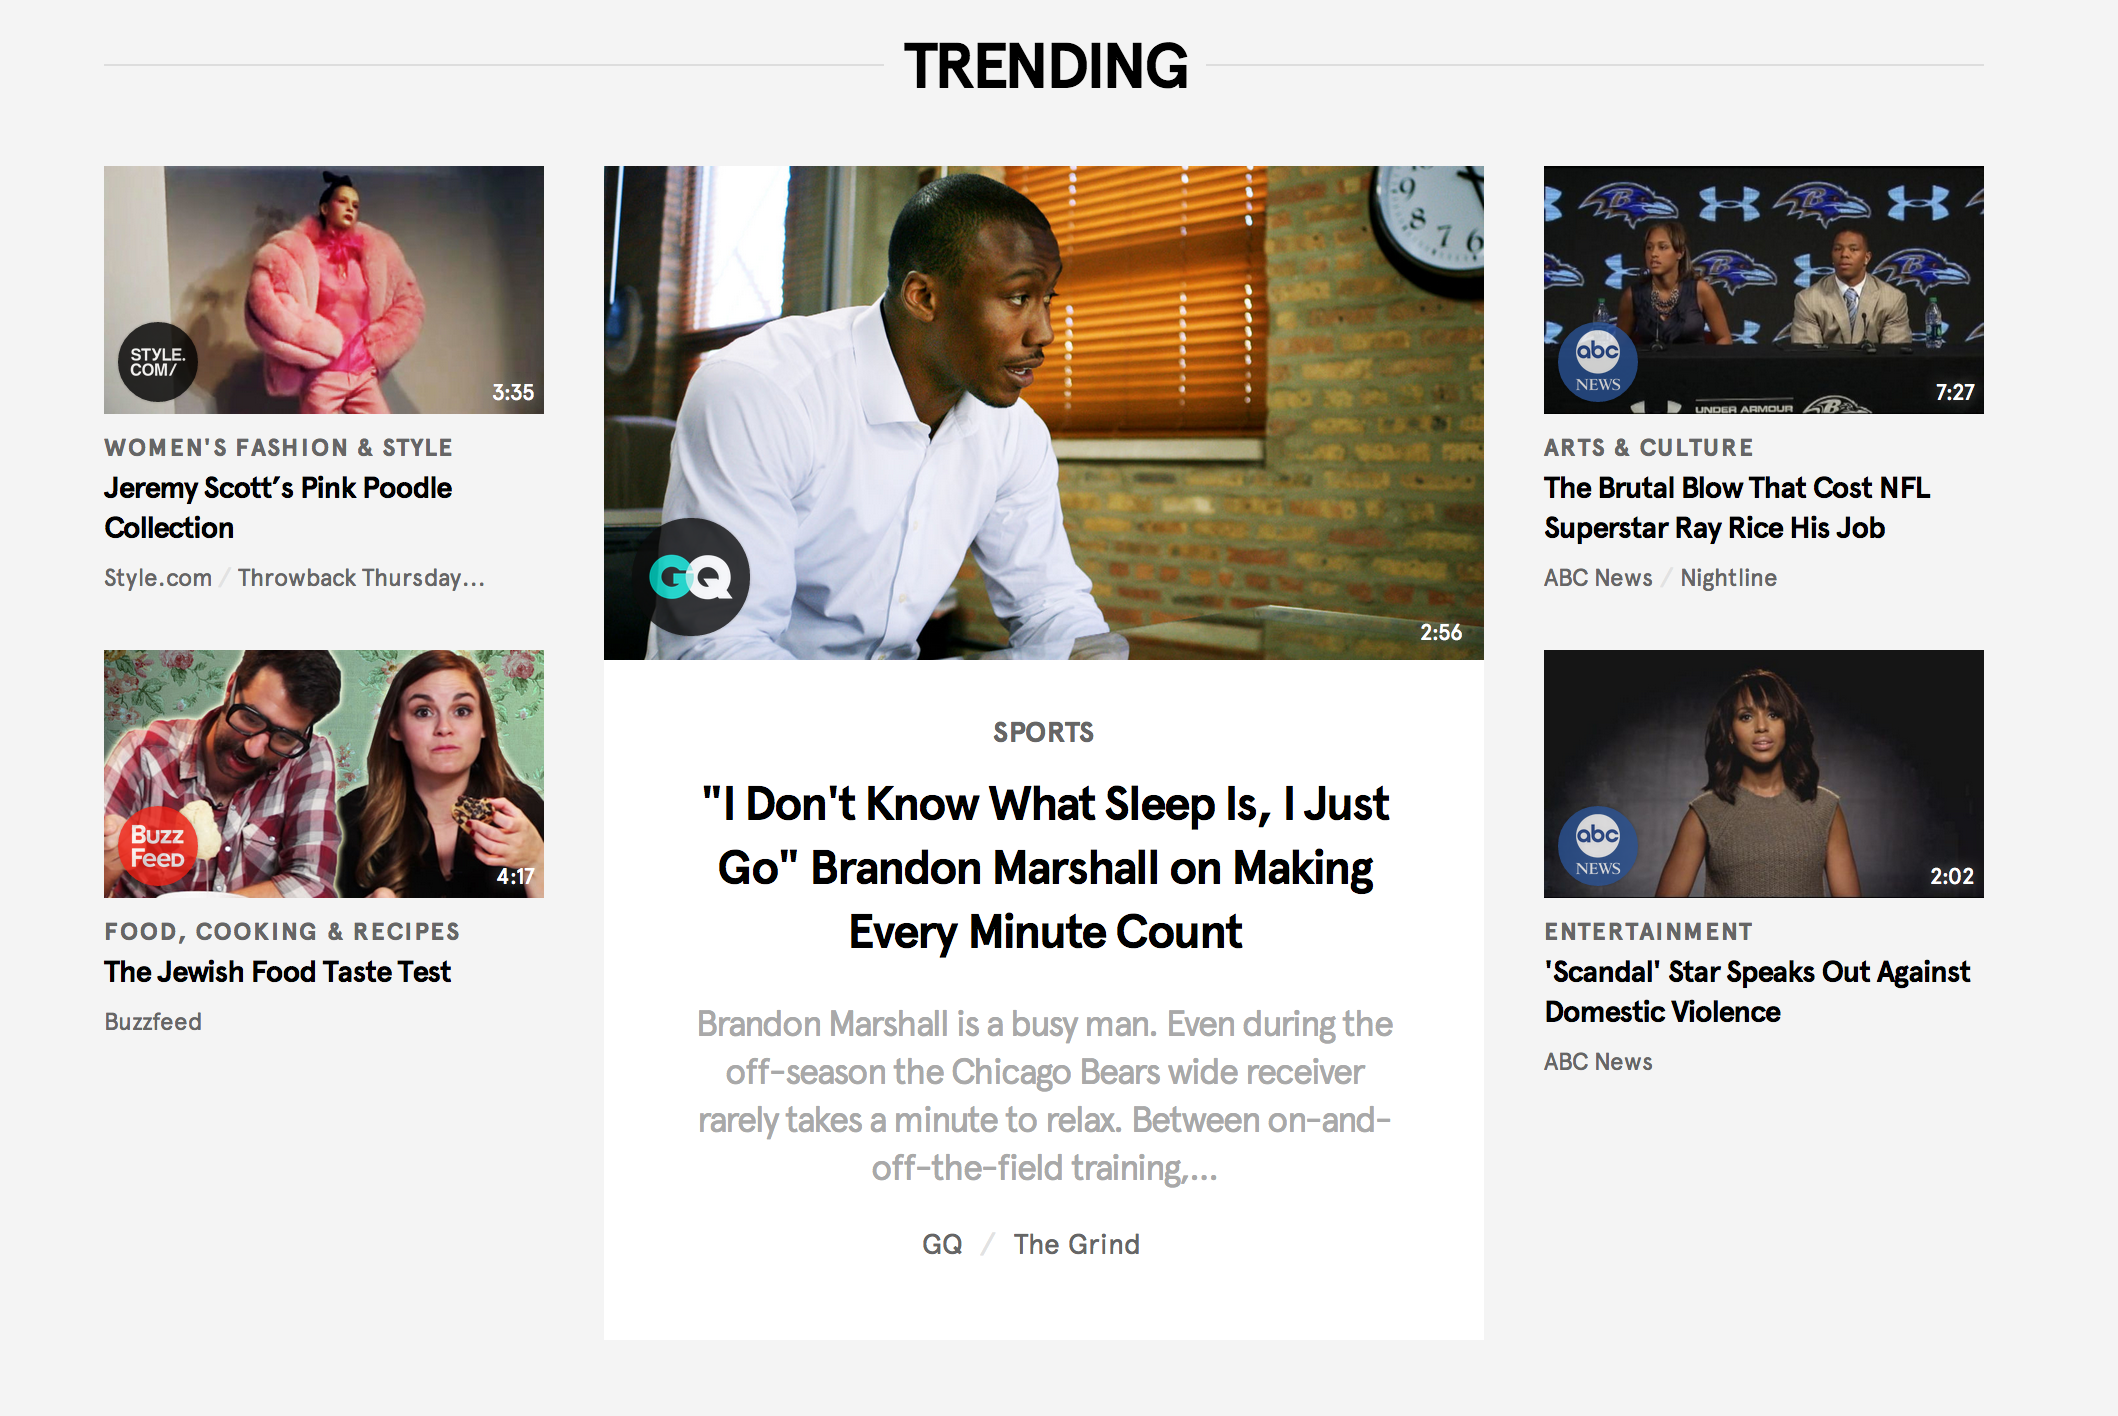 TRENDING
STYLE.
COM/
3:35
WOMEN'S FASHION & STYLE
Jeremy Scott’s Pink Poodle
Collection
Style.com / Throwback Thursday...
Buzz
FeeD
4:17
FOOD, COOKING & RECIPES
The Jewish Food Taste Test
Buzzfeed
9
8
7
6
GQ
2:56
SPORTS
"I Don't Know What Sleep Is, I Just
Go" Brandon Marshall on Making
Every Minute Count
Brandon Marshall is a busy man. Even during the
off-season the Chicago Bears wide receiver
rarely takes a minute to relax. Between on-and-
off-the-field training,...
GQ / The Grind
B
B
B
B
UNDER ARMOUR
B
abc
NEWS
7:27
ARTS & CULTURE
The Brutal Blow That Cost NFL
Superstar Ray Rice His Job
ABC News / Nightline
abc
NEWS
2:02
ENTERTAINMENT
'Scandal' Star Speaks Out Against
Domestic Violence
ABC News